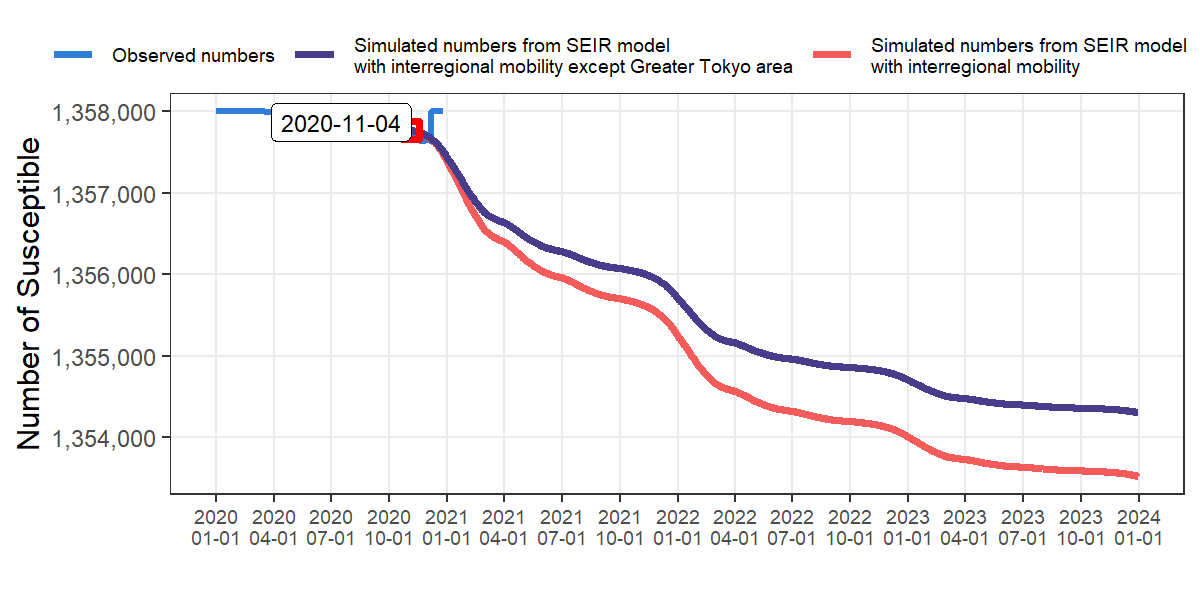 Observed numbers
Simulated numbers from SEIR model
with interregional mobility except Greater Tokyo area
Simulated numbers from SEIR model
with interregional mobility
Number of Susceptible
1,358,000
1,357,000
1,356,000
1,355,000
1,354,000
2020-11-04
2020 2020 2020 2020 2021 2021 2021 2021 2022 2022 2022 2022 2023 2023 2023 2023 2024
01-01 04-01 07-01 10-01 01-01 04-01 07-01 10-01 01-01 04-01 07-01 10-01 01-01 04-01 07-01 10-01 01-01